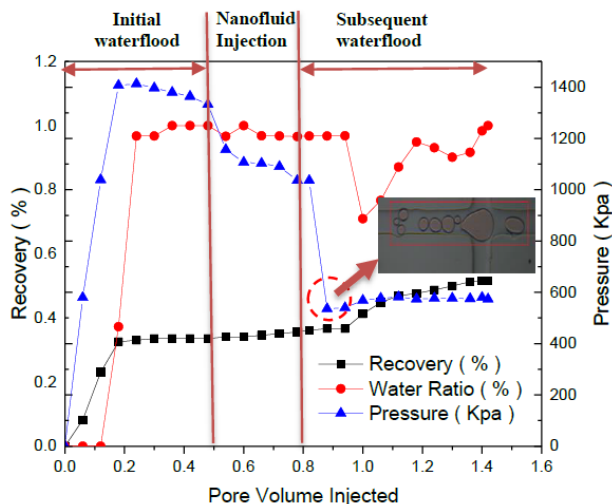 Initial Nanofluid Subsequent
waterflood Injection waterflood
1.2
1.0
0.8
0.6
0.4
0.2
0.0
Recovery ( % )
1400
1200
1000
800
600
400
200
0
Pressure ( Kpa )
Recovery ( % )
Water Ratio ( % )
Pressure ( Kpa )
0.0 0.2 0.4 0.6 0.8 1.0 1.2 1.4 1.6
Pore Volume Injected